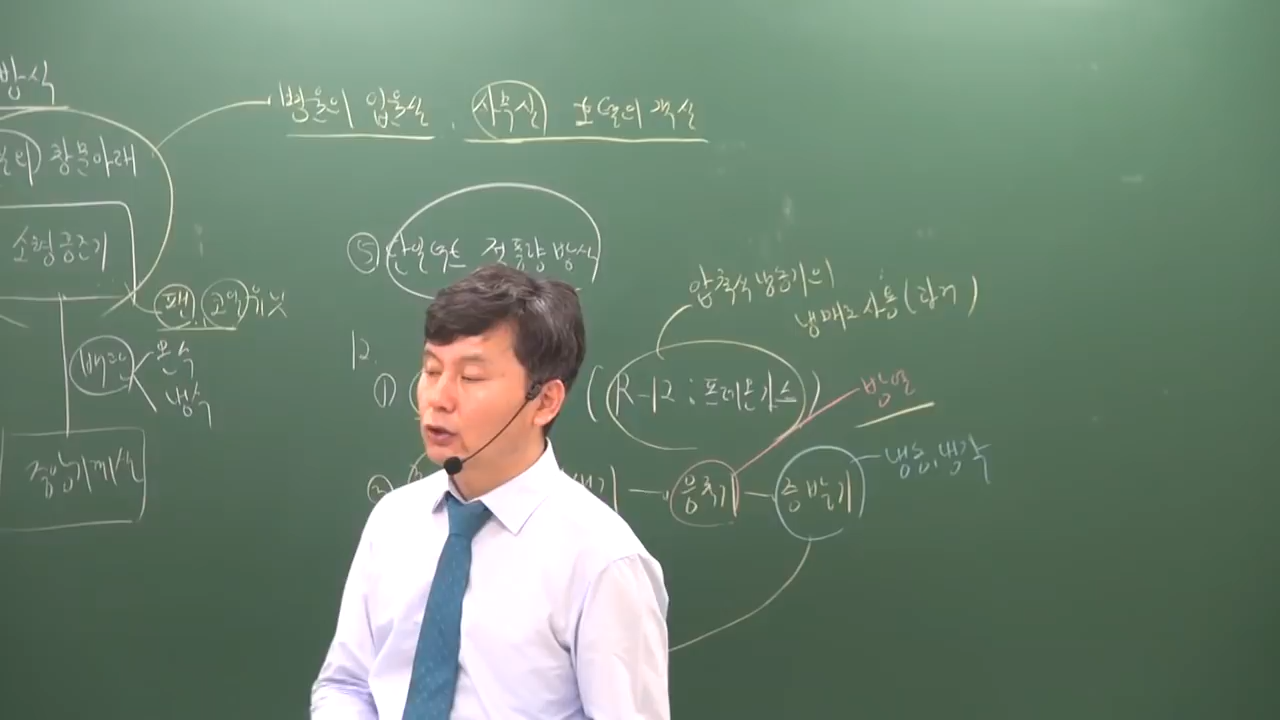 방식
병원의 입원실, 사무실 호텔의 객실
창문아래
소형공조기
팬, 코일유닛
배관
온수
냉수
중앙기계실
⑤ 단일덕트 정풍량 방식
압축식 냉동기의
냉매로 사용(과거)
12.
① (R-12 : 프레온가스)
방열
② 응축기 증발기
냉동, 냉각